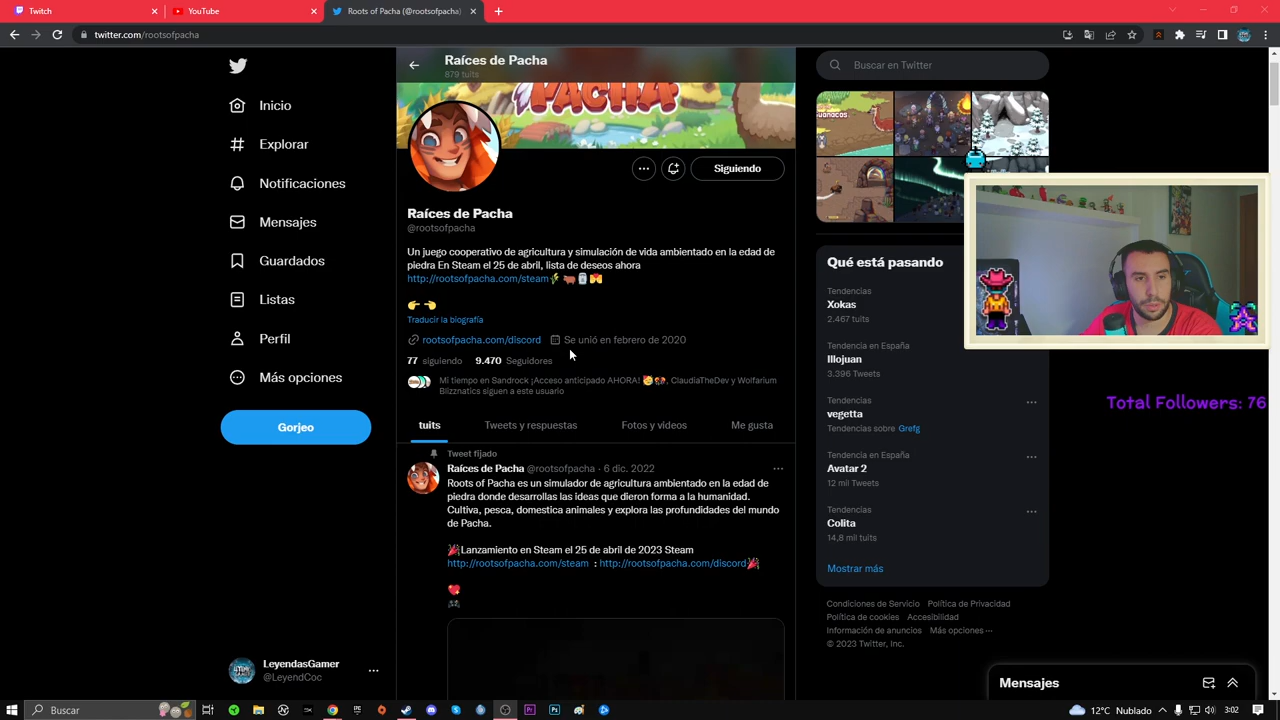 Twitch
YouTube
Roots of Pacha (@rootsofpacha)
twitter.com/rootsofpacha
Raíces de Pacha
879 tuits
PACHA
Buscar en Twitter
Inicio
Explorar
Notificaciones
Mensajes
Guardados
Listas
Perfil
Más opciones
Gorjeo
Siguiendo
Raíces de Pacha
@rootsofpacha
Un juego cooperativo de agricultura y simulación de vida ambientado en la edad de
piedra En Steam el 25 de abril, lista de deseos ahora
http://rootsofpacha.com/steam🌾🐂🥛💌
👉👈
Traducir la biografía
rootsofpacha.com/discord Se unió en febrero de 2020
77 siguiendo 9.470 Seguidores
Mi tiempo en Sandrock ¡Acceso anticipado AHORA!, ClaudiaTheDev y Wolfarium
Blizznatics siguen a este usuario
tuits Tweets y respuestas Fotos y videos Me gusta
Tweet fijado
Raíces de Pacha @rootsofpacha · 6 dic. 2022
Roots of Pacha es un simulador de agricultura ambientado en la edad de
piedra donde desarrollas las ideas que dieron forma a la humanidad.
Cultiva, pesca, domestica animales y explora las profundidades del mundo
de Pacha.
🎉Lanzamiento en Steam el 25 de abril de 2023 Steam
http://rootsofpacha.com/steam : http://rootsofpacha.com/discord🎉
💖
🎮
Qué está pasando
Tendencias
Xokas
2.467 tuits
Tendencia en España
Illojuan
3.396 Tweets
Tendencias
vegetta
Tendencias sobre Grefg
Tendencia en España
Avatar 2
12 mil Tweets
Tendencias
Colita
14,8 mil tuits
Mostrar más
Condiciones de Servicio Política de Privacidad
Política de cookies Accesibilidad
Información de anuncios Más opciones ···
© 2023 Twitter, Inc.
Total Followers: 76
LeyendasGamer
@LeyendCoc
Mensajes
Buscar
12°C Nublado
3:02